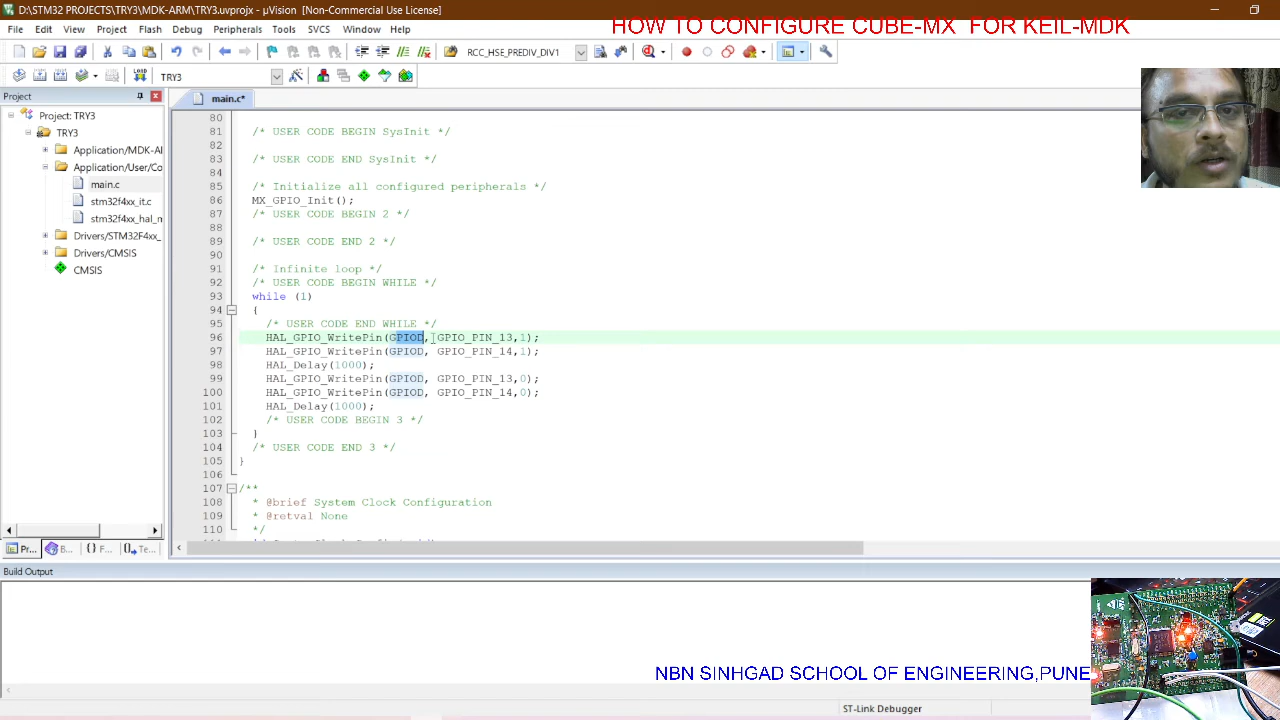 D:\STM32 PROJECTS\TRY3\MDK-ARM\TRY3.uvprojx - µVision [Non-Commercial Use License]
HOW TO CONFIGURE CUBE-MX FOR KEIL-MDK
File Edit View Project Flash Debug Peripherals Tools SVCS Window Help
RCC_HSE_PREDIV_DIV1
LOAD
TRY3
Project
main.c*
Project: TRY3
TRY3
Application/MDK-AI
Application/User/Co
main.c
stm32f4xx_it.c
stm32f4xx_hal_m
Drivers/STM32F4xx_
Drivers/CMSIS
CMSIS
80
81 /* USER CODE BEGIN SysInit */
82
83 /* USER CODE END SysInit */
84
85 /* Initialize all configured peripherals */
86 MX_GPIO_Init();
87 /* USER CODE BEGIN 2 */
88
89 /* USER CODE END 2 */
90
91 /* Infinite loop */
92 /* USER CODE BEGIN WHILE */
93 while (1)
94 {
95 /* USER CODE END WHILE */
96 HAL_GPIO_WritePin(GPIOD, GPIO_PIN_13,1);
97 HAL_GPIO_WritePin(GPIOD, GPIO_PIN_14,1);
98 HAL_Delay(1000);
99 HAL_GPIO_WritePin(GPIOD, GPIO_PIN_13,0);
100 HAL_GPIO_WritePin(GPIOD, GPIO_PIN_14,0);
101 HAL_Delay(1000);
102 /* USER CODE BEGIN 3 */
103 }
104 /* USER CODE END 3 */
105 }
106
107 /**
108 * @brief System Clock Configuration
109 * @retval None
110 */
Pr... B... {} F... Te...
Build Output
NBN SINHGAD SCHOOL OF ENGINEERING,PUNE
ST-Link Debugger